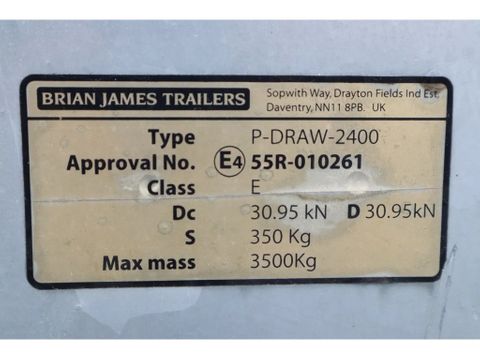 BRIAN JAMES TRAILERS
Sopwith Way, Drayton Fields Ind Est,
Daventry, NN11 8PB. UK
Type P-DRAW-2400
Approval No. E4 55R-010261
Class E
Dc 30.95 kN D 30.95kN
S 350 Kg
Max mass 3500Kg